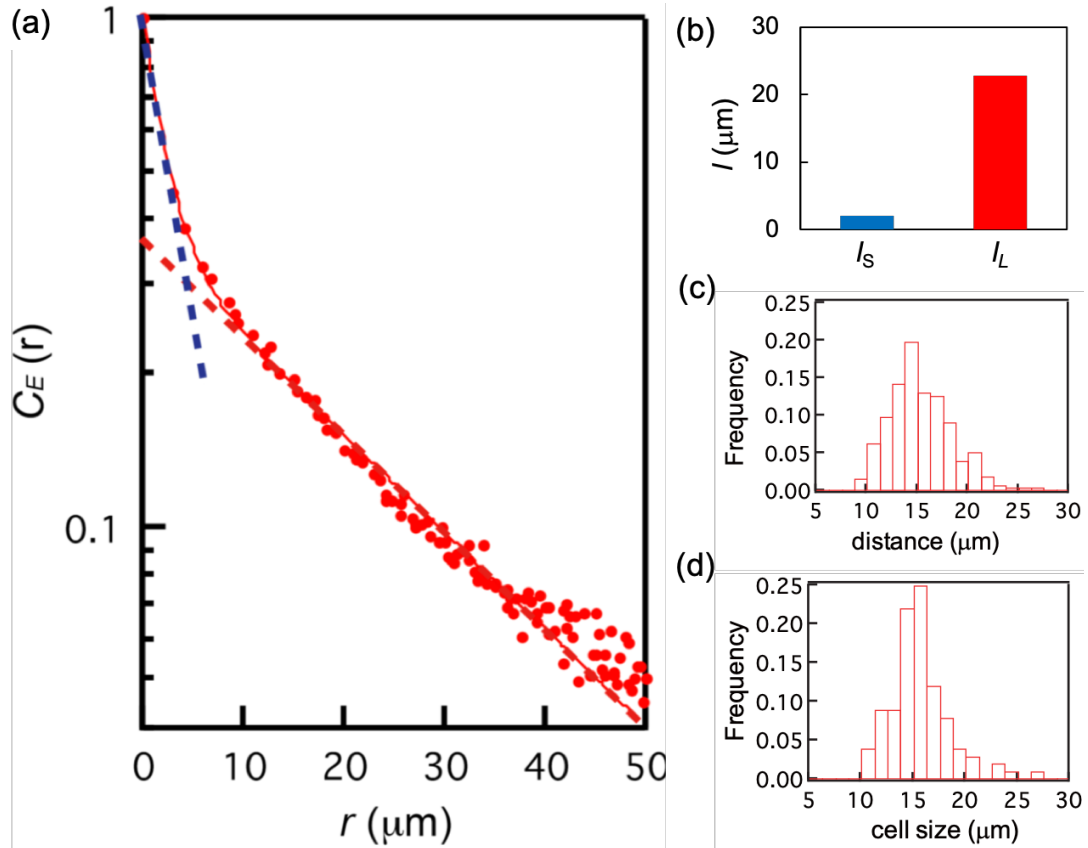 (a)
1
0.1
C_E (r)
0 10 20 30 40 50
r (μm)
(b)
30
20
10
0
l (μm)
l_S l_L
(c)
0.25
0.20
0.15
0.10
0.05
0.00
Frequency
5 10 15 20 25 30
distance (μm)
(d)
0.25
0.20
0.15
0.10
0.05
0.00
Frequency
5 10 15 20 25 30
cell size (μm)